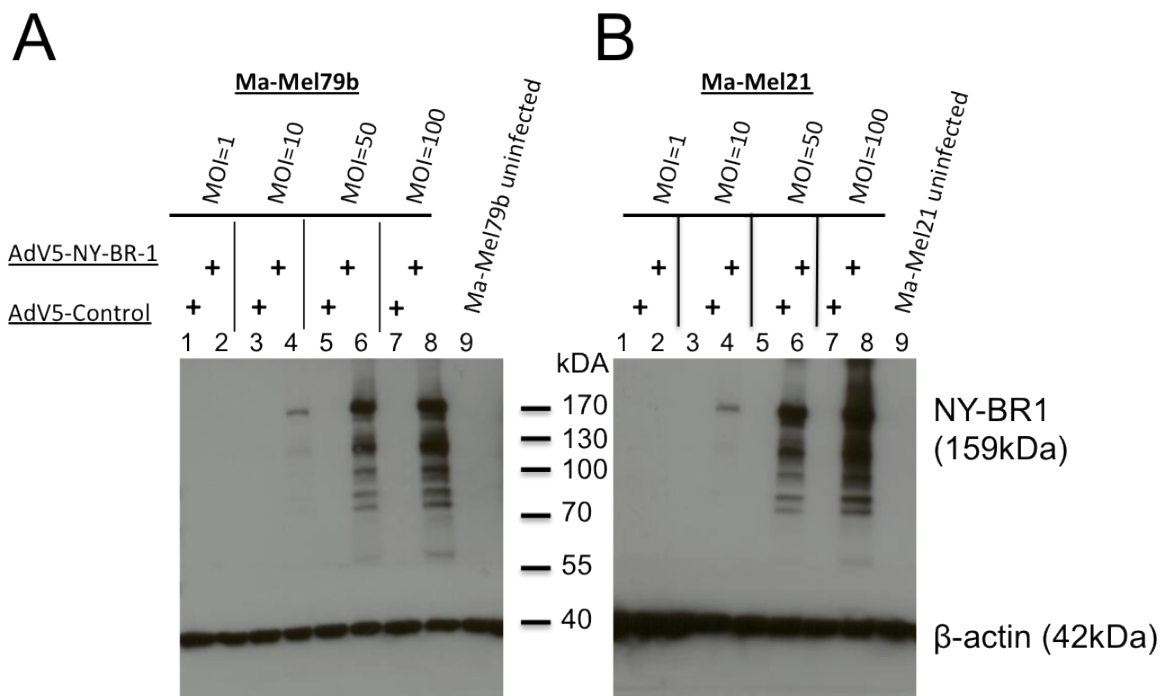 A
B
Ma-Mel79b
Ma-Mel21
MOI=1
MOI=10
MOI=50
MOI=100
Ma-Mel79b uninfected
MOI=1
MOI=10
MOI=50
MOI=100
Ma-Mel21 uninfected
AdV5-NY-BR-1 + + + + + + + +
AdV5-Control + + + + + + + +
1 2 3 4 5 6 7 8 9 1 2 3 4 5 6 7 8 9
kDA
170
130
100
70
55
40
NY-BR1
(159kDa)
β-actin (42kDa)